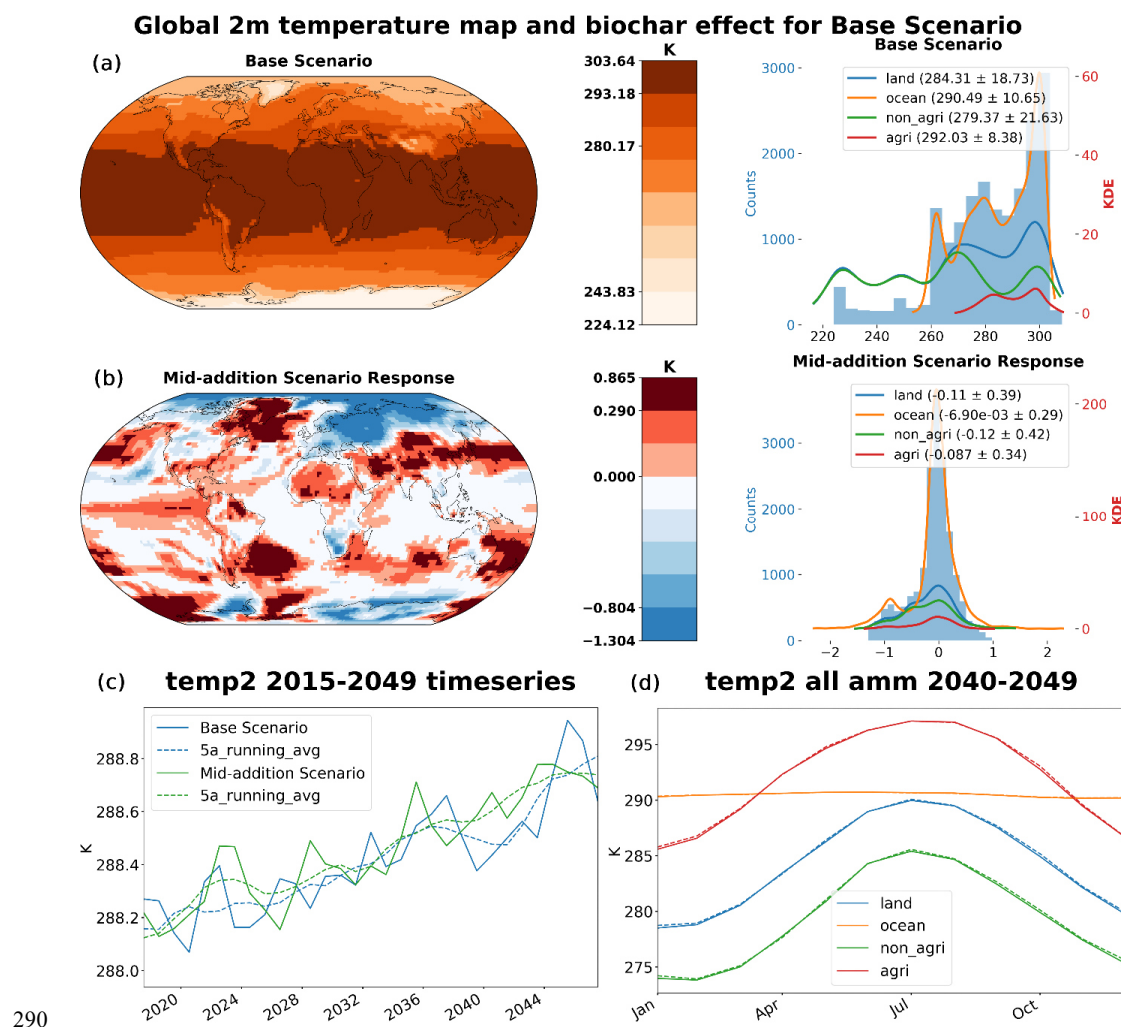 Global 2m temperature map and biochar effect for Base Scenario
(a)
Base Scenario
K
303.64
293.18
280.17
243.83
224.12
Base Scenario
land (284.31 ± 18.73)
ocean (290.49 ± 10.65)
non_agri (279.37 ± 21.63)
agri (292.03 ± 8.38)
Counts
3000
2000
1000
0
KDE
60
40
20
0
220 240 260 280 300
(b)
Mid-addition Scenario Response
K
0.865
0.290
0.000
−0.804
−1.304
Mid-addition Scenario Response
land (-0.11 ± 0.39)
ocean (-6.90e-03 ± 0.29)
non_agri (-0.12 ± 0.42)
agri (-0.087 ± 0.34)
Counts
3000
2000
1000
0
KDE
200
100
0
−2 −1 0 1 2
(c) temp2 2015-2049 timeseries
Base Scenario
5a_running_avg
Mid-addition Scenario
5a_running_avg
K
288.8
288.6
288.4
288.2
288.0
2020 2024 2028 2032 2036 2040 2044
(d) temp2 all amm 2040-2049
K
295
290
285
280
275
land
ocean
non_agri
agri
Jan Apr Jul Oct
290